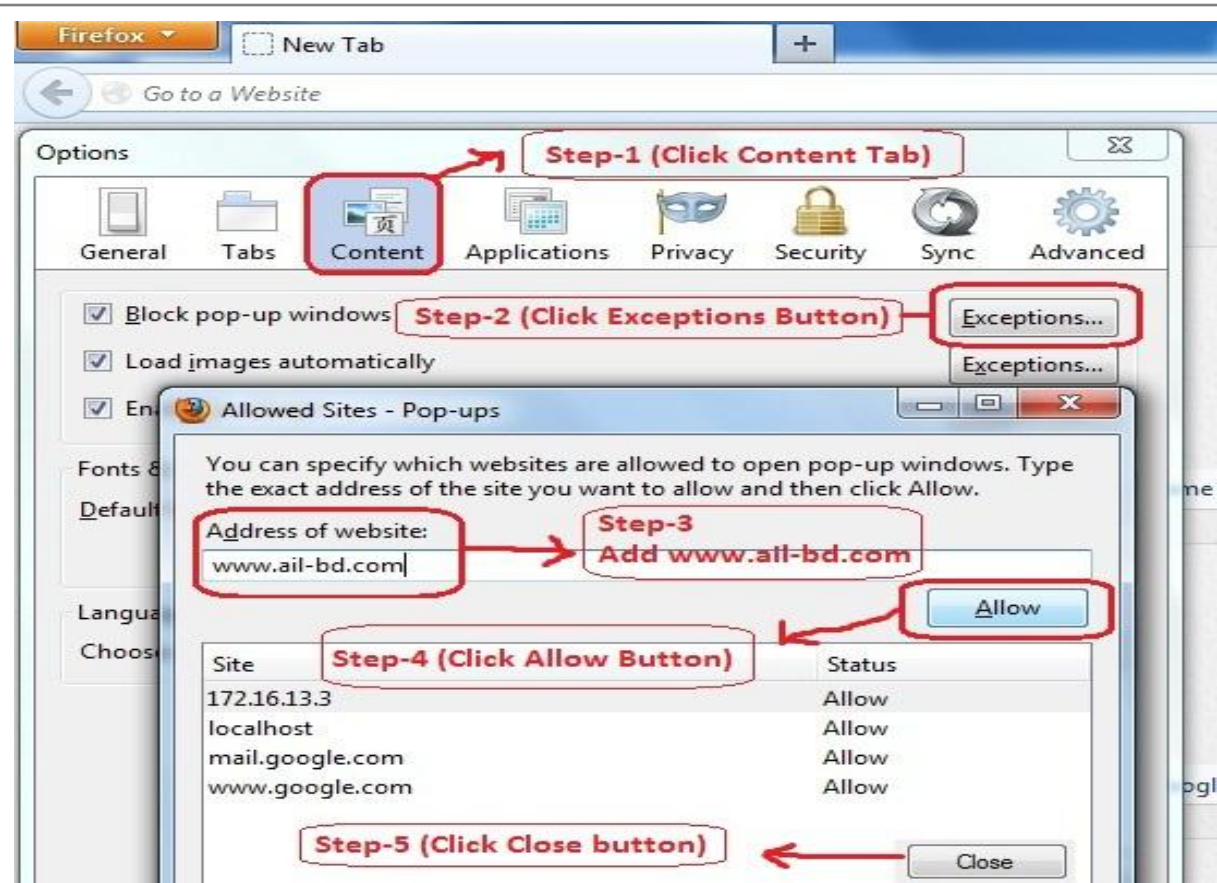 Firefox
New Tab
+
Go to a Website
Options
Step-1 (Click Content Tab)
页
General Tabs Content Applications Privacy Security Sync Advanced
Block pop-up windows Step-2 (Click Exceptions Button) Exceptions...
Load images automatically Exceptions...
Allowed Sites - Pop-ups
Fonts &
You can specify which websites are allowed to open pop-up windows. Type
the exact address of the site you want to allow and then click Allow.
Default
Address of website:
Step-3
Add www.ail-bd.com
www.ail-bd.com
Allow
Step-4 (Click Allow Button)
Site Status
172.16.13.3 Allow
localhost Allow
mail.google.com Allow
www.google.com Allow
Step-5 (Click Close button)
Close